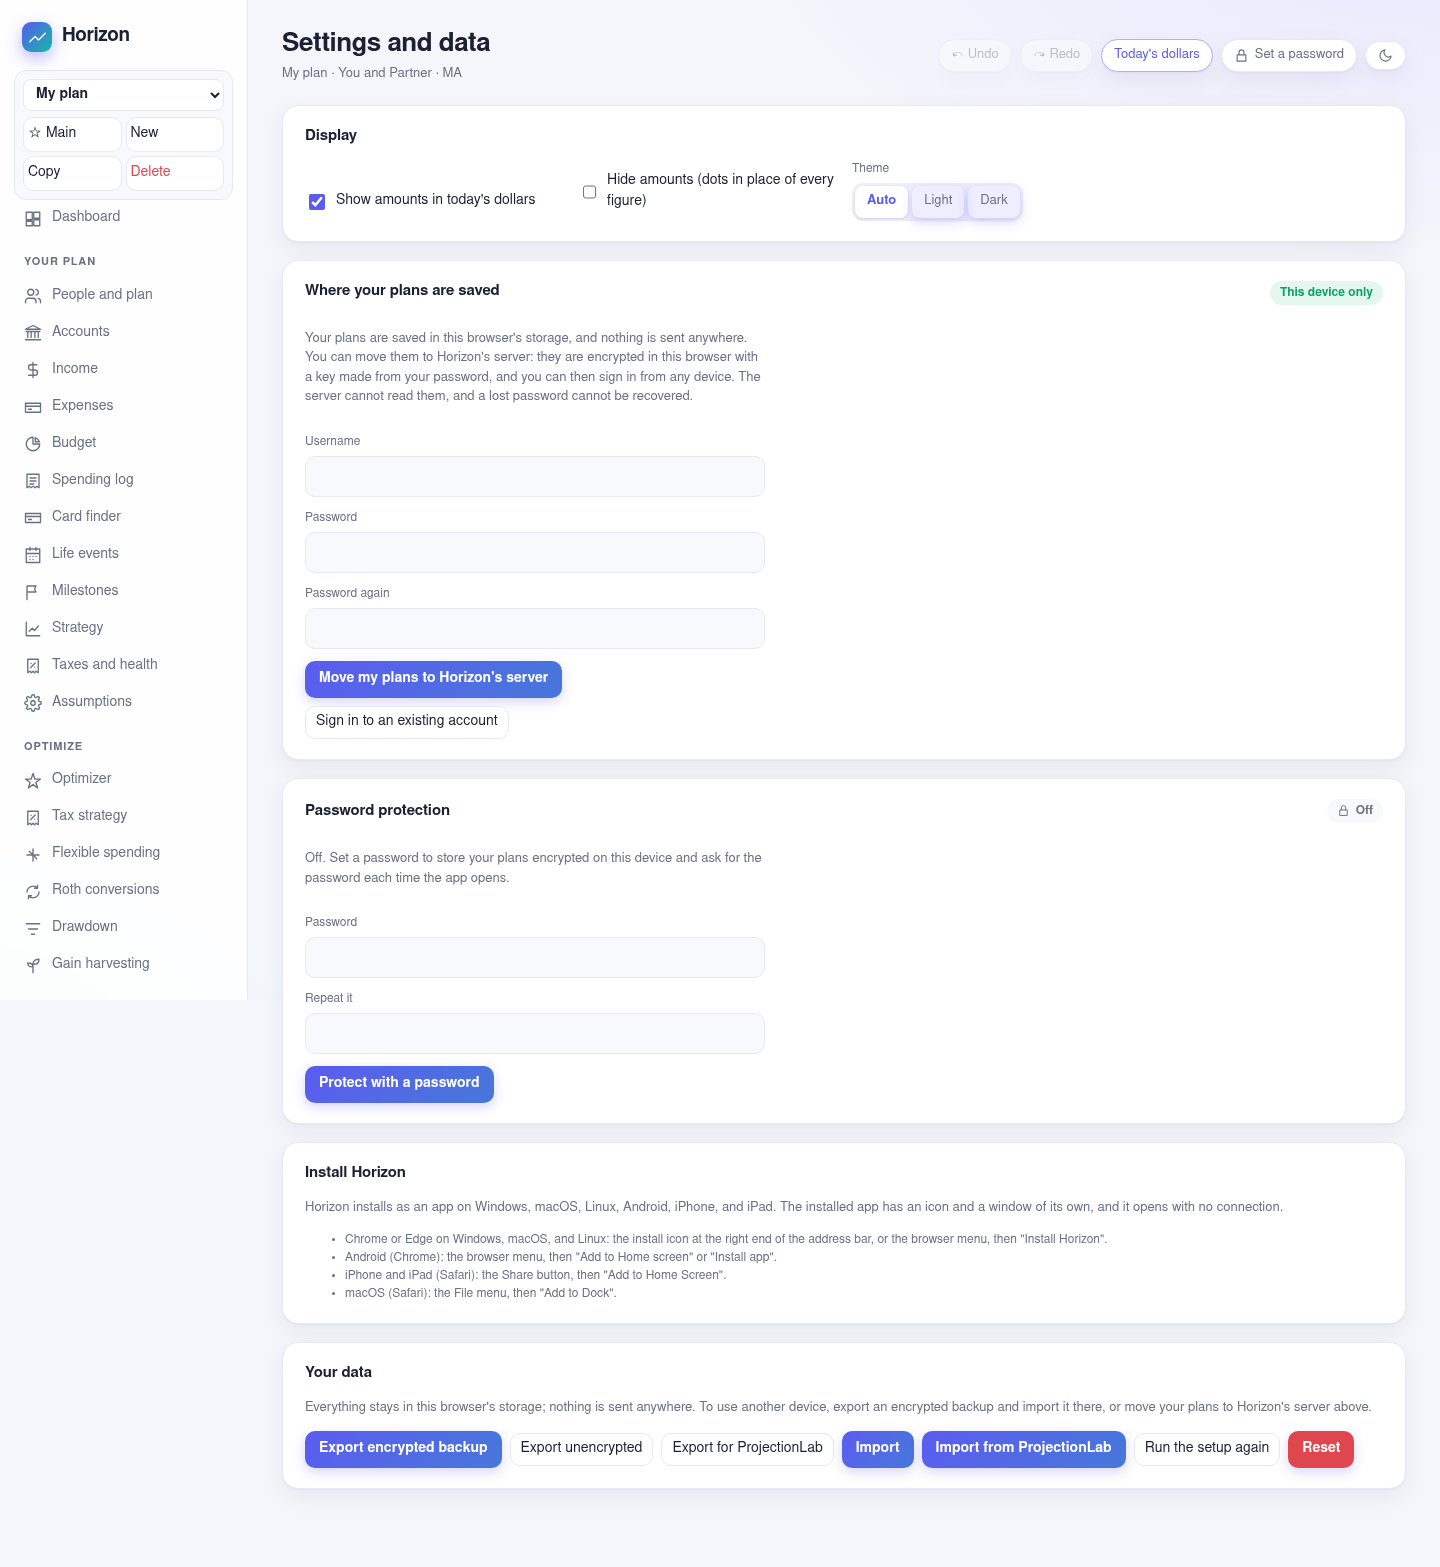 Horizon
My plan
☆ Main
New
Copy
Delete
Dashboard
YOUR PLAN
People and plan
Accounts
Income
Expenses
Budget
Spending log
Card finder
Life events
Milestones
Strategy
Taxes and health
Assumptions
OPTIMIZE
Optimizer
Tax strategy
Flexible spending
Roth conversions
Drawdown
Gain harvesting
Settings and data
My plan · You and Partner · MA
Undo
Redo
Today's dollars
Set a password
Display
Show amounts in today's dollars
Hide amounts (dots in place of every
figure)
Theme
Auto
Light
Dark
Where your plans are saved
This device only
Your plans are saved in this browser's storage, and nothing is sent anywhere.
You can move them to Horizon's server: they are encrypted in this browser with
a key made from your password, and you can then sign in from any device. The
server cannot read them, and a lost password cannot be recovered.
Username
Password
Password again
Move my plans to Horizon's server
Sign in to an existing account
Password protection
Off
Off. Set a password to store your plans encrypted on this device and ask for the
password each time the app opens.
Password
Repeat it
Protect with a password
Install Horizon
Horizon installs as an app on Windows, macOS, Linux, Android, iPhone, and iPad. The installed app has an icon and a window of its own, and it opens with no connection.
• Chrome or Edge on Windows, macOS, and Linux: the install icon at the right end of the address bar, or the browser menu, then "Install Horizon".
• Android (Chrome): the browser menu, then "Add to Home screen" or "Install app".
• iPhone and iPad (Safari): the Share button, then "Add to Home Screen".
• macOS (Safari): the File menu, then "Add to Dock".
Your data
Everything stays in this browser's storage; nothing is sent anywhere. To use another device, export an encrypted backup and import it there, or move your plans to Horizon's server above.
Export encrypted backup
Export unencrypted
Export for ProjectionLab
Import
Import from ProjectionLab
Run the setup again
Reset